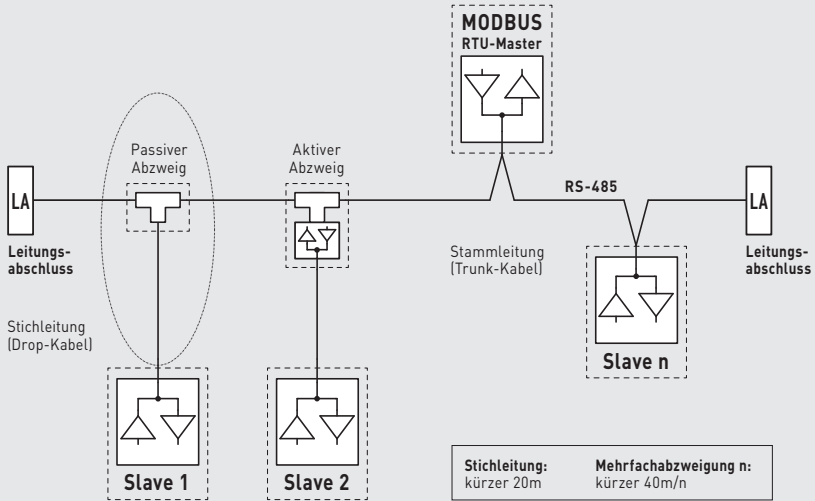 MODBUS
RTU-Master
Passiver
Abzweig
Aktiver
Abzweig
RS-485
LA
LA
Leitungs-
abschluss
Stammleitung
(Trunk-Kabel)
Leitungs-
abschluss
Stichleitung
(Drop-Kabel)
Slave n
Slave 1
Slave 2
Stichleitung:
kürzer 20m
Mehrfachabzweigung n:
kürzer 40m/n